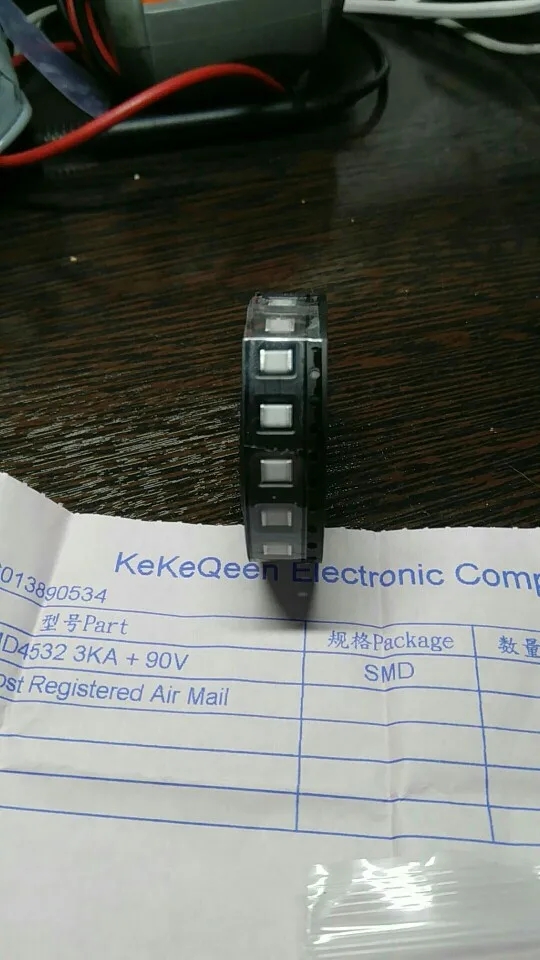 KeKeQeen Electronic Comp
013890534
型号Part
规格Package
数量
MD4532 3KA + 90V
SMD
ost Registered Air Mail